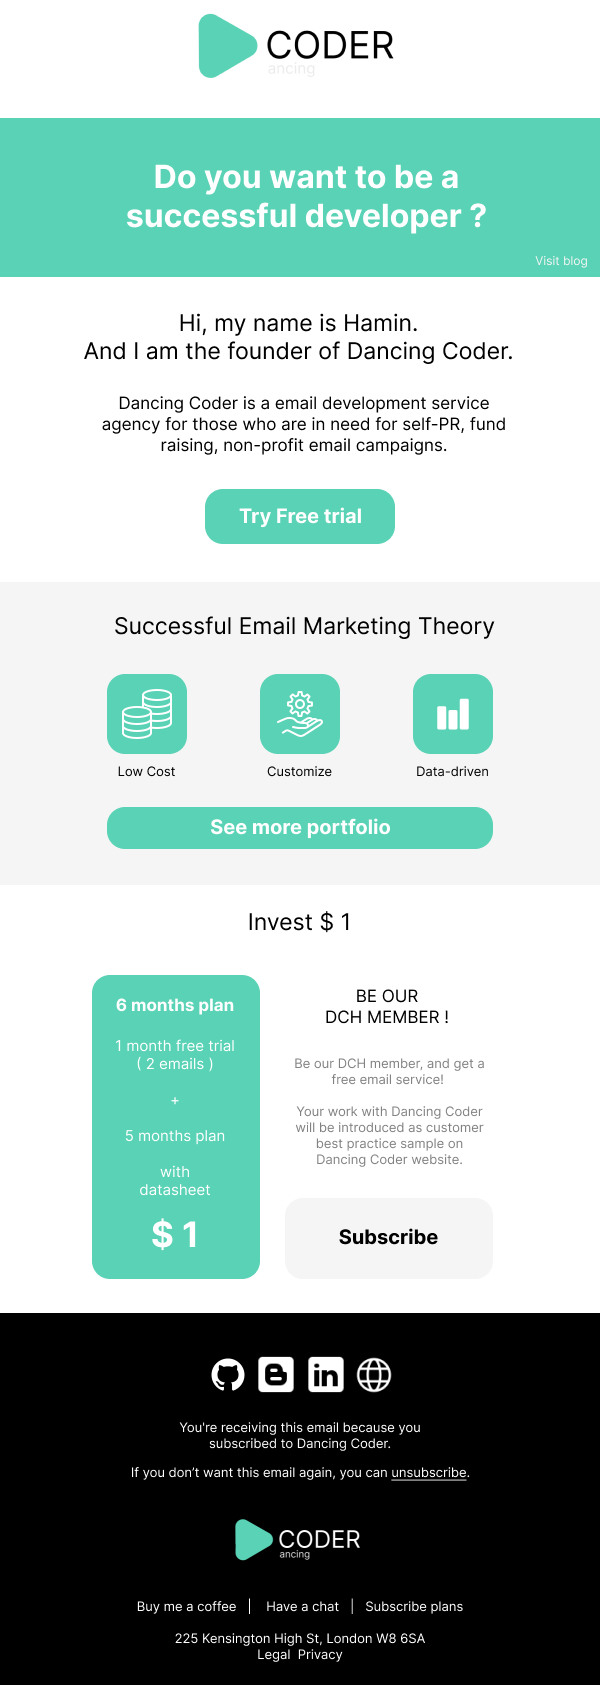 CODER
ancing
Do you want to be a
successful developer ?
Visit blog
Hi, my name is Hamin.
And I am the founder of Dancing Coder.
Dancing Coder is a email development service
agency for those who are in need for self-PR, fund
raising, non-profit email campaigns.
Try Free trial
Successful Email Marketing Theory
Low Cost
Customize
Data-driven
See more portfolio
Invest $ 1
6 months plan
1 month free trial
( 2 emails )
+
5 months plan
with
datasheet
$ 1
BE OUR
DCH MEMBER !
Be our DCH member, and get a
free email service!
Your work with Dancing Coder
will be introduced as customer
best practice sample on
Dancing Coder website.
Subscribe
in
You're receiving this email because you
subscribed to Dancing Coder.
If you don’t want this email again, you can unsubscribe.
CODER
ancing
Buy me a coffee | Have a chat | Subscribe plans
225 Kensington High St, London W8 6SA
Legal Privacy